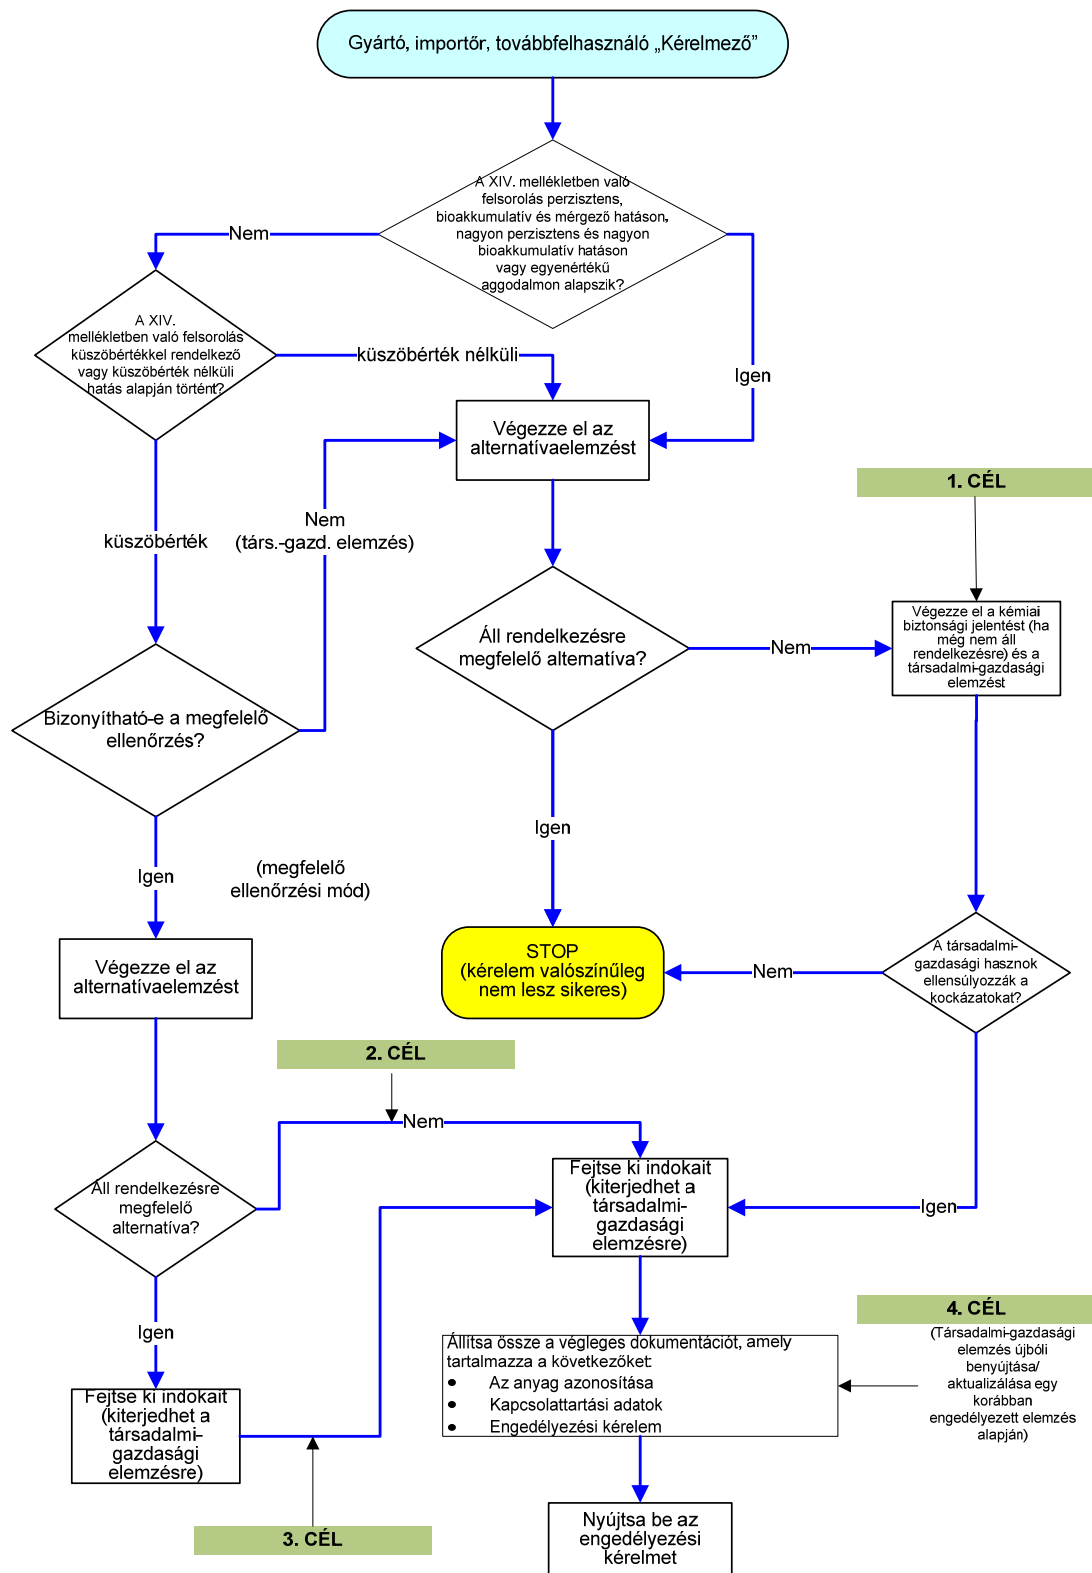 Gyártó, importőr, továbbfelhasználó „Kérelmező”
A XIV. mellékletben való
felsorolás perzisztens,
bioakkumulatív és mérgező hatáson,
nagyon perzisztens és nagyon
bioakkumulatív hatáson
vagy egyenértékű
aggodalmon alapszik?
Nem
Igen
A XIV.
mellékletben való felsorolás
küszöbértékkel rendelkező
vagy küszöbérték nélküli
hatás alapján történt?
küszöbérték nélküli
Végezze el az
alternatívaelemzést
1. CÉL
küszöbérték
Nem
(társ.-gazd. elemzés)
Áll rendelkezésre
megfelelő alternatíva?
Nem
Végezze el a kémiai
biztonsági jelentést (ha
még nem áll
rendelkezésre) és a
társadalmi-gazdasági
elemzést
Bizonyítható-e a megfelelő
ellenőrzés?
Igen
Igen
(megfelelő
ellenőrzési mód)
Végezze el az
alternatívaelemzést
STOP
(kérelem valószínűleg
nem lesz sikeres)
Nem
A társadalmi-
gazdasági hasznok
ellensúlyozzák a
kockázatokat?
2. CÉL
Nem
Áll rendelkezésre
megfelelő
alternatíva?
Fejtse ki indokait
(kiterjedhet a
társadalmi-
gazdasági
elemzésre)
Igen
Igen
4. CÉL
(Társadalmi-gazdasági
elemzés újbóli
benyújtása/
aktualizálása egy
korábban
engedélyezett elemzés
alapján)
Állítsa össze a végleges dokumentációt, amely
tartalmazza a következőket:
● Az anyag azonosítása
● Kapcsolattartási adatok
● Engedélyezési kérelem
Fejtse ki indokait
(kiterjedhet a
társadalmi-
gazdasági
elemzésre)
3. CÉL
Nyújtsa be az
engedélyezési
kérelmet